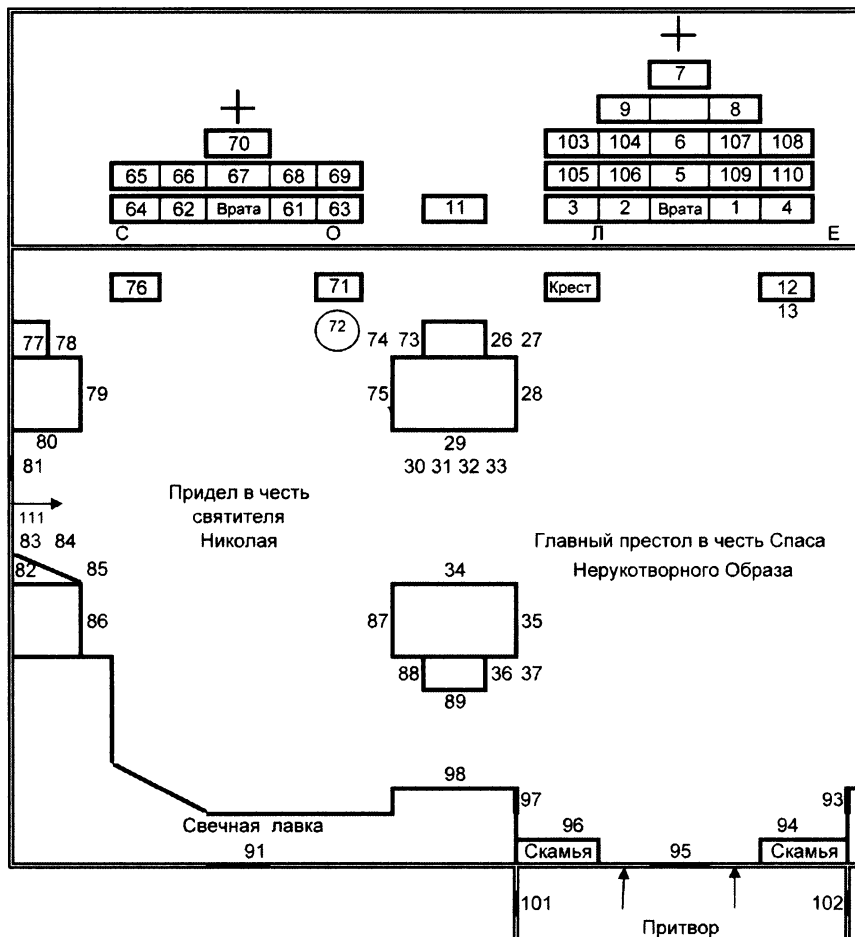 7
9 8
70 103 104 6 107 108
65 66 67 68 69 105 106 5 109 110
64 62 Врата 61 63 11 3 2 Врата 1 4
С О Л Е
76 71 Крест 12
13
72
77 78 74 73 26 27
79 75 28
80 29
81 30 31 32 33
Придел в честь
святителя
Николая
111
83 84
Главный престол в честь Спаса
Нерукотворного Образа
82 85 34
86 87 35
88 36 37
89
98
97 93
Свечная лавка 96 94
91 Скамья 95 Скамья
101 102
Притвор